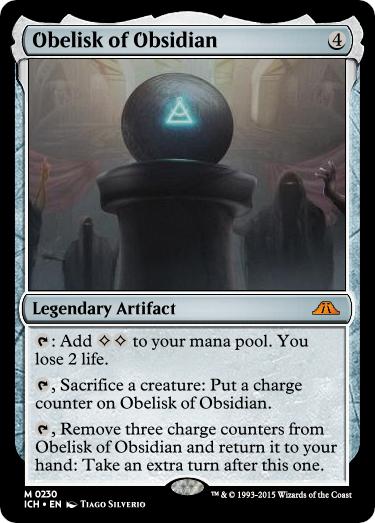 Obelisk of Obsidian 4
Legendary Artifact
: Add to your mana pool. You
lose 2 life.
, Sacrifice a creature: Put a charge
counter on Obelisk of Obsidian.
, Remove three charge counters from
Obelisk of Obsidian and return it to your
hand: Take an extra turn after this one.
M 0230
ICH • EN Tiago Silverio
™ & © 1993-2015 Wizards of the Coast